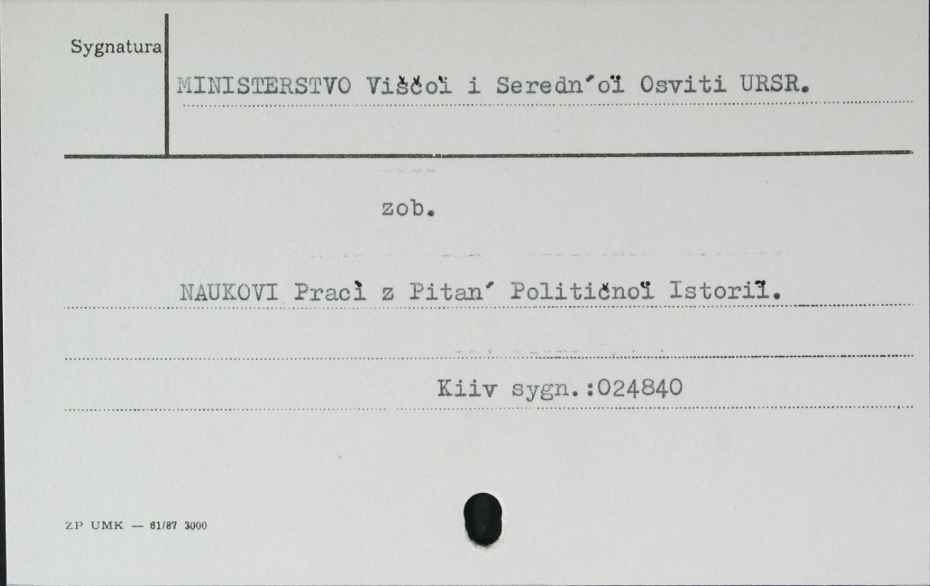 Sygnatura
MINISTERSTVO Viščoï i Seredn´oï Osviti URSR.
zob.
NAUKOVI Pracì z Pitan´ Političnoï Istoriï.
Kiiv sygn.:024840
ZP UMK — 61/87 3000